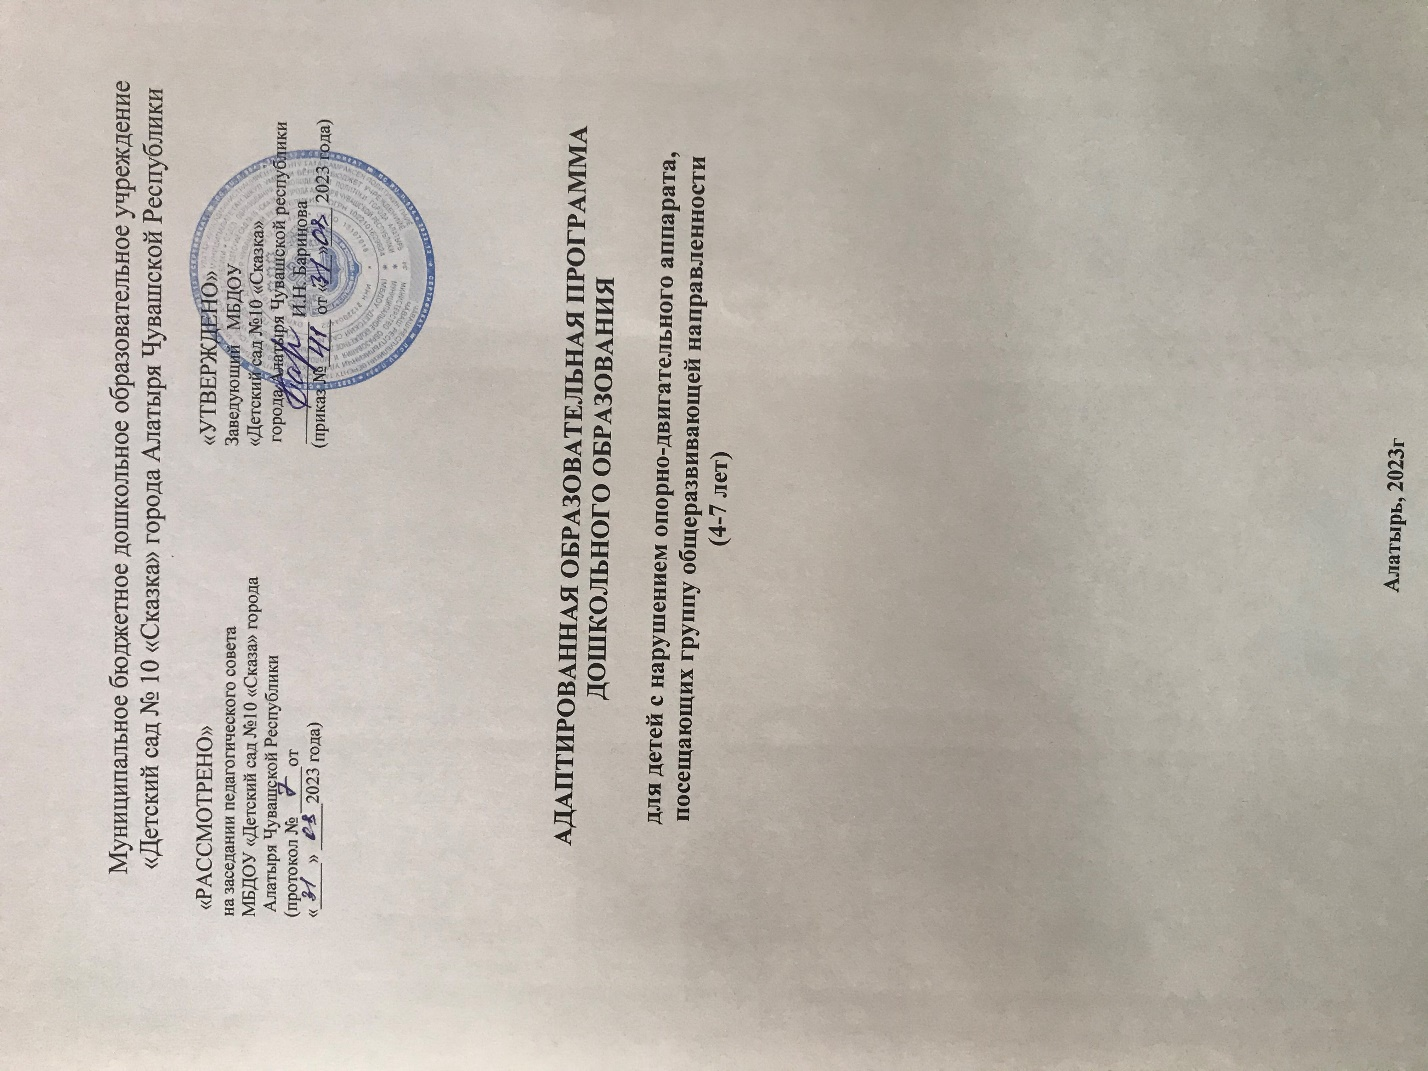 Муниципальное бюджетное дошкольное образовательное учреждение
«Детский сад № 10 «Сказка» города Алатыря Чувашской Республики
«РАССМОТРЕНО»
на заседании педагогического совета
МБДОУ «Детский сад №10 «Сказа» города
Алатыря Чувашской Республики
(протокол № от
«31» 08 2023 года)
«УТВЕРЖДЕНО»
Заведующий МБДОУ
«Детский сад №10 «Сказка»
города Алатыря Чувашской республики
И.Н. Баринова
(приказ № от «31»08 2023 года)
АДАПТИРОВАННАЯ ОБРАЗОВАТЕЛЬНАЯ ПРОГРАММА
ДОШКОЛЬНОГО ОБРАЗОВАНИЯ
для детей с нарушением опорно-двигательного аппарата,
посещающих группу общеразвивающей направленности
(4-7 лет)
Алатырь, 2023г